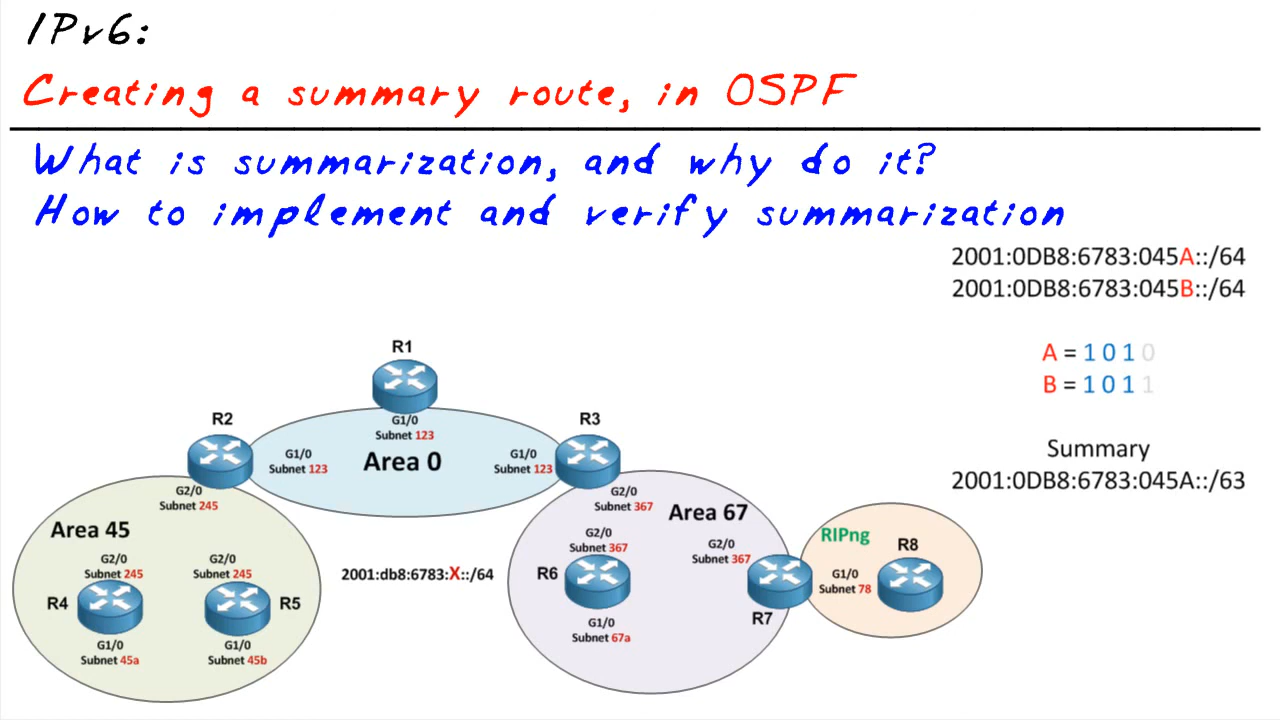 IPv6:
Creating a summary route, in OSPF
What is summarization, and why do it?
How to implement and verify summarization
2001:0DB8:6783:045A::/64
2001:0DB8:6783:045B::/64
A = 1 0 1 0
B = 1 0 1 1
Summary
2001:0DB8:6783:045A::/63
R1
G1/0
Subnet 123
Area 0
R2
G1/0
Subnet 123
G2/0
Subnet 245
R3
G1/0
Subnet 123
G2/0
Subnet 367
Area 45
G2/0
Subnet 245
R4
G1/0
Subnet 45a
G2/0
Subnet 245
R5
G1/0
Subnet 45b
2001:db8:6783:X::/64
Area 67
G2/0
Subnet 367
R6
G1/0
Subnet 67a
G2/0
Subnet 367
R7
RIPng
G1/0
Subnet 78
R8